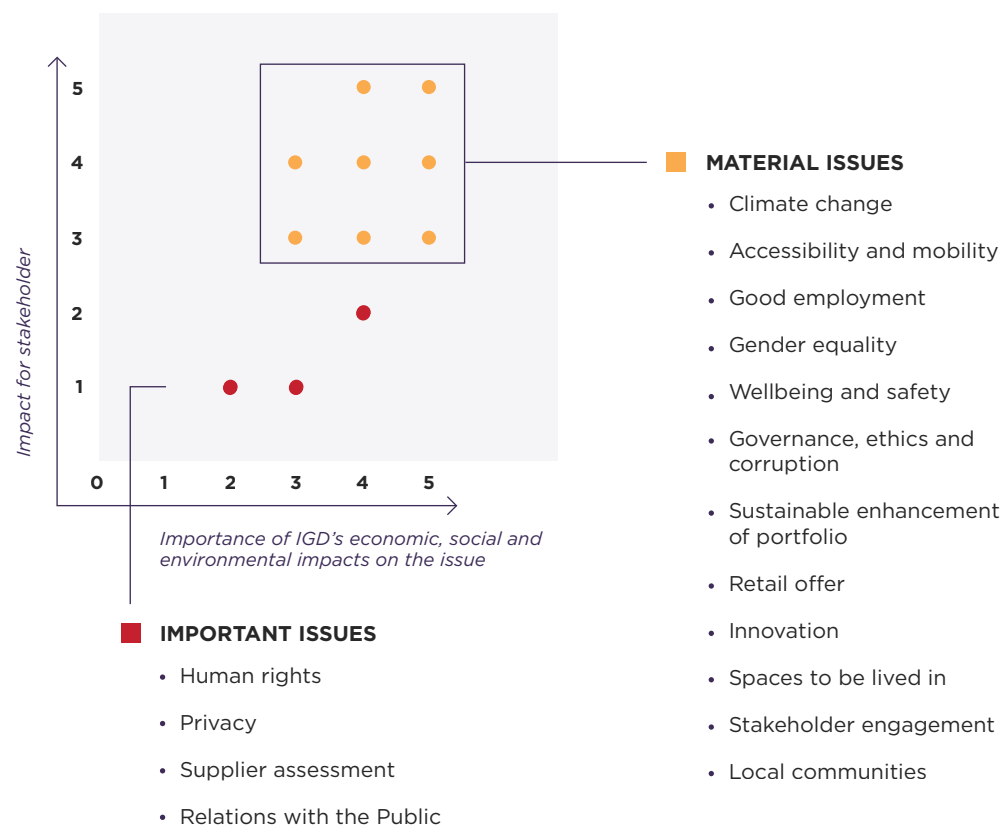 5
4
3
2
1
Impact for stakeholder
0 1 2 3 4 5
Importance of IGD's economic, social and
environmental impacts on the issue
MATERIAL ISSUES
• Climate change
• Accessibility and mobility
• Good employment
• Gender equality
• Wellbeing and safety
• Governance, ethics and
corruption
• Sustainable enhancement
of portfolio
• Retail offer
• Innovation
• Spaces to be lived in
• Stakeholder engagement
• Local communities
IMPORTANT ISSUES
• Human rights
• Privacy
• Supplier assessment
• Relations with the Public